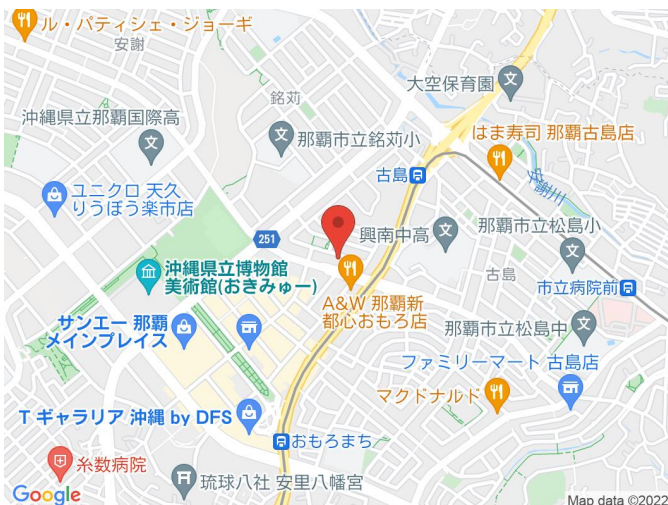 ル・パティシェ・ジョーギ
安謝
銘苅
大空保育園
沖縄県立那覇国際高
那覇市立銘苅小
はま寿司 那覇古島店
古島
安謝川
ユニクロ 天久
りうぼう楽市店
251
興南中高
那覇市立松島小
古島
沖縄県立博物館
美術館(おきみゅー)
市立病院前
A&W 那覇新
都心おもろ店
サンエー 那覇
メインプレイス
那覇市立松島中
ファミリーマート 古島店
マクドナルド
T ギャラリア 沖縄 by DFS
おもろまち
糸数病院
琉球八社 安里八幡宮
Google
Map data ©2022